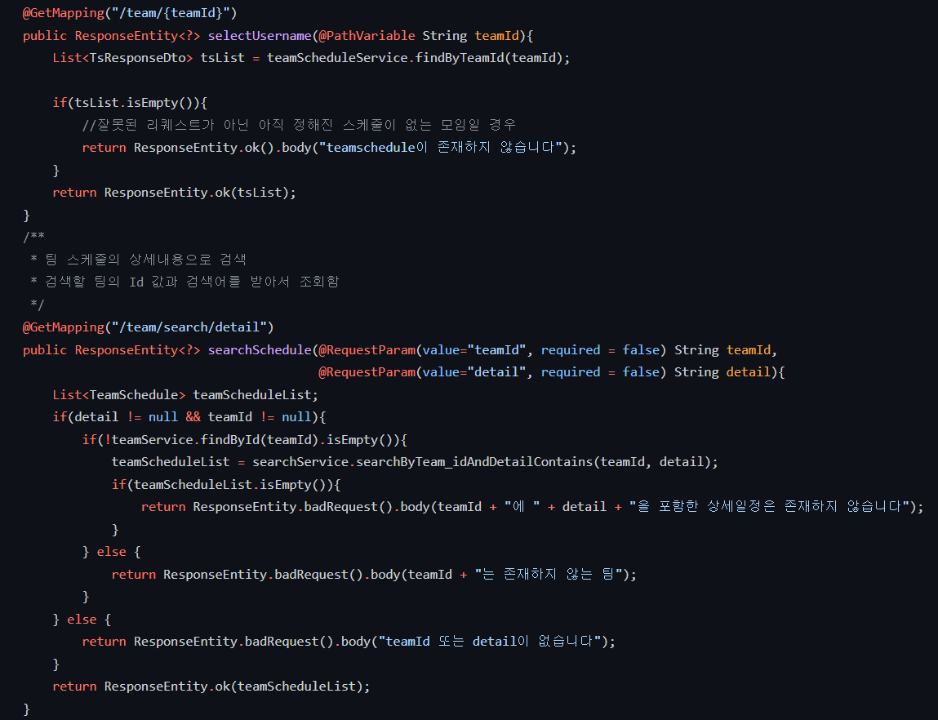 @GetMapping("/team/{teamId}")
public ResponseEntity<?> selectUsername(@PathVariable String teamId){
List<TsResponseDto> tsList = teamScheduleService.findByTeamId(teamId);
if(tsList.isEmpty()){
//잘못된 리퀘스트가 아닌 아직 정해진 스케줄이 없는 모임일 경우
return ResponseEntity.ok().body("teamschedule이 존재하지 않습니다");
}
return ResponseEntity.ok(tsList);
}
/**
* 팀 스케줄의 상세내용으로 검색
* 검색할 팀의 Id 값과 검색어를 받아서 조회함
*/
@GetMapping("/team/search/detail")
public ResponseEntity<?> searchSchedule(@RequestParam(value="teamId", required = false) String teamId,
@RequestParam(value="detail", required = false) String detail){
List<TeamSchedule> teamScheduleList;
if(detail != null && teamId != null){
if(!teamService.findById(teamId).isEmpty()){
teamScheduleList = searchService.searchByTeam_idAndDetailContains(teamId, detail);
if(teamScheduleList.isEmpty()){
return ResponseEntity.badRequest().body(teamId + "에 " + detail + "을 포함한 상세일정은 존재하지 않습니다");
}
} else {
return ResponseEntity.badRequest().body(teamId + "는 존재하지 않는 팀");
}
} else {
return ResponseEntity.badRequest().body("teamId 또는 detail이 없습니다");
}
return ResponseEntity.ok(teamScheduleList);
}